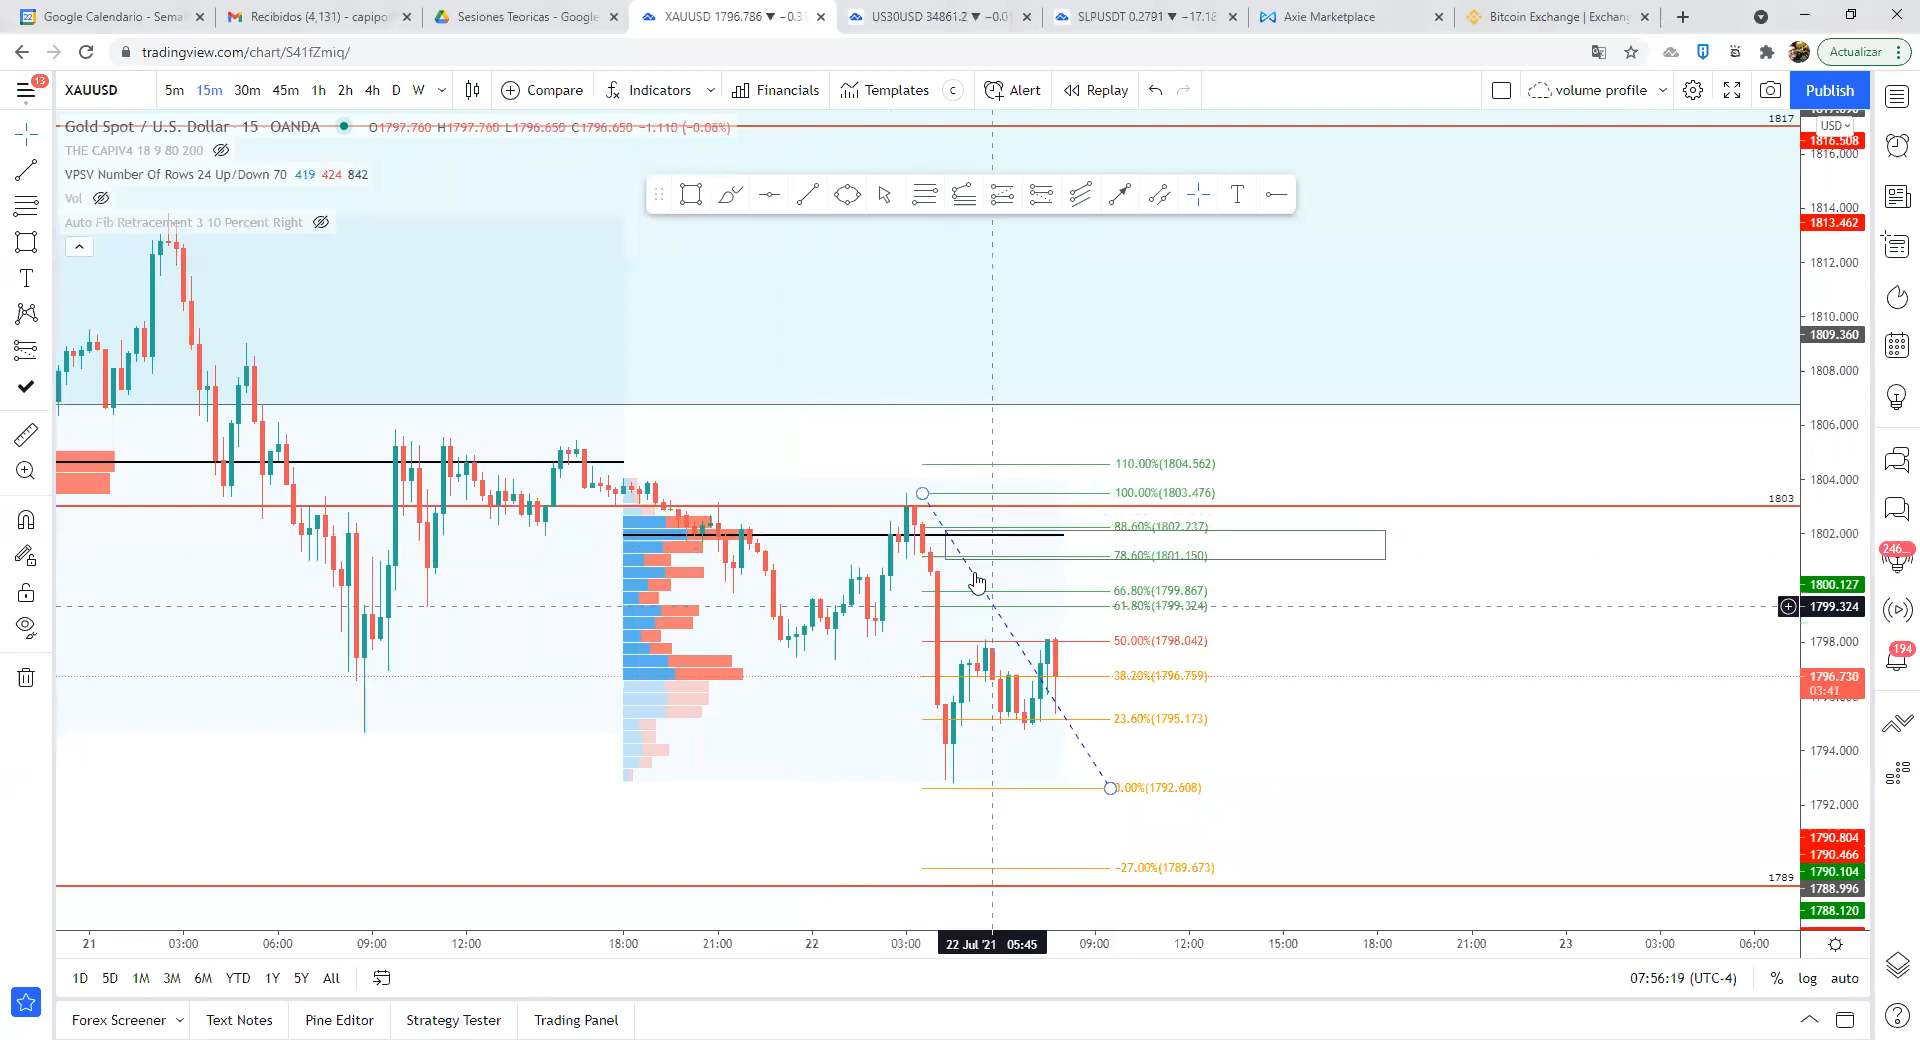 Google Calendario - Sema
Recibidos (4,131) - capipo
Sesiones Teoricas - Google
XAUUSD 1796.786 ▼ −0.3
US30USD 34861.2 ▼ −0.0
SLPUSDT 0.2791 ▼ −17.18
Axie Marketplace
Bitcoin Exchange | Exchan
tradingview.com/chart/S41fZmiq/
Actualizar
13
XAUUSD
5m 15m 30m 45m 1h 2h 4h D W
Compare
Indicators
Financials
Templates
C
Alert
Replay
volume profile
Publish
Gold Spot / U.S. Dollar · 15 · OANDA
O1797.760 H1797.760 L1796.650 C1796.650 −1.110 (−0.06%)
THE CAPIV4 18 9 80 200
VPSV Number Of Rows 24 Up/Down 70 419 424 842
Vol
Auto Fib Retracement 3 10 Percent Right
T
T
110.00%(1804.562)
100.00%(1803.476)
88.60%(1802.237)
78.60%(1801.150)
66.80%(1799.867)
61.80%(1799.324)
50.00%(1798.042)
38.20%(1796.759)
23.60%(1795.173)
0.00%(1792.608)
−27.00%(1789.673)
1817
1803
1789
USD
1816.508
1816.000
1814.000
1813.462
1812.000
1810.000
1809.360
1808.000
1806.000
1804.000
1802.000
1800.127
1799.324
1798.000
1796.730
03:41
1794.000
1792.000
1790.804
1790.466
1790.104
1788.996
1788.120
246
194
21 03:00 06:00 09:00 12:00 18:00 21:00 22 03:00 22 Jul '21 05:45 09:00 12:00 15:00 18:00 21:00 23 03:00 06:00
1D 5D 1M 3M 6M YTD 1Y 5Y All
07:56:19 (UTC-4)
% log auto
Forex Screener
Text Notes
Pine Editor
Strategy Tester
Trading Panel